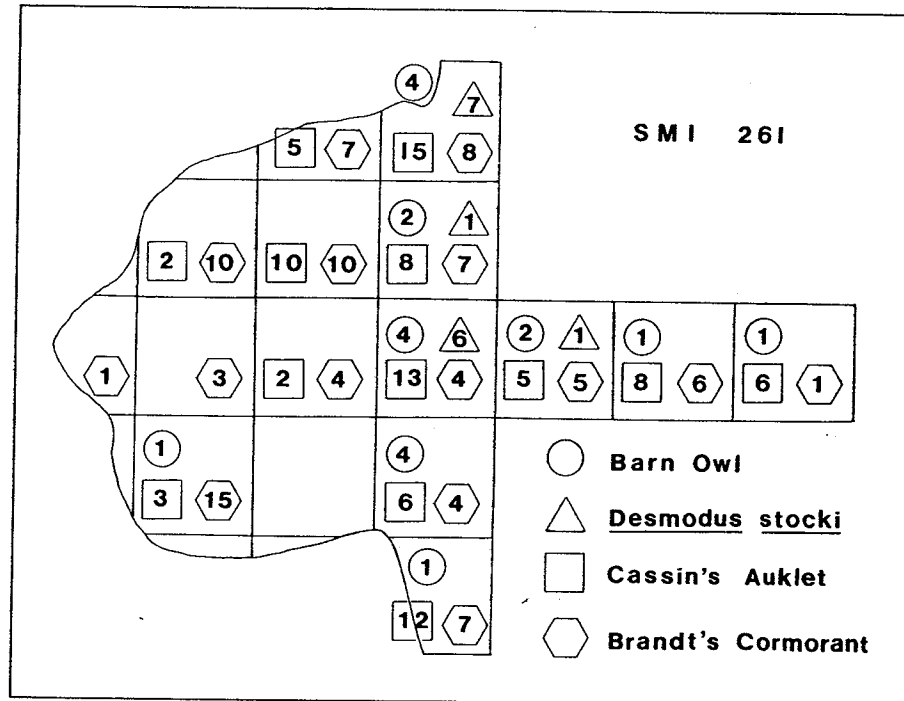 4
7
SMI 261
5 7 15 8
2 1
2 10 10 10 8 7
4 6 2 1 1 1
1 3 2 4 13 4 5 5 8 6 6 1
1 4
3 15 6 4
1
12 7
Barn Owl
Desmodus stocki
Cassin's Auklet
Brandt's Cormorant